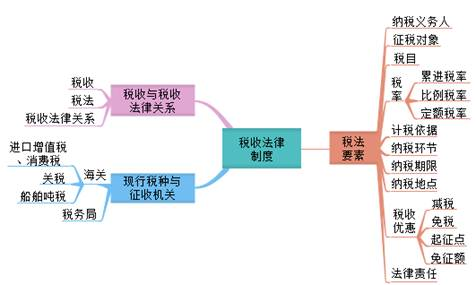 税收
税法
税收法律关系
税收与税收
法律关系
进口增值税
、消费税
关税
船舶吨税
海关
税务局
现行税种与
征收机关
税收法律
制度
税法
要素
纳税义务人
征税对象
税目
税
率
累进税率
比例税率
定额税率
计税依据
纳税环节
纳税期限
纳税地点
税收
优惠
减税
免税
起征点
免征额
法律责任